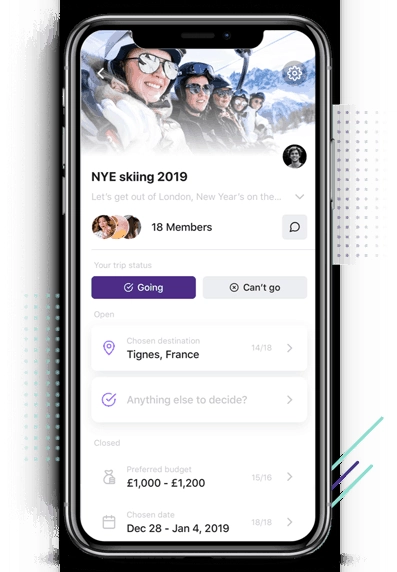 NYE skiing 2019
Let's get out of London, New Year's on the...
18 Members
Your trip status
Going
Can't go
Open
Chosen destination
Tignes, France
14/18
Anything else to decide?
Closed
Preferred budget
£1,000 - £1,200
15/16
Chosen date
Dec 28 - Jan 4, 2019
18/18